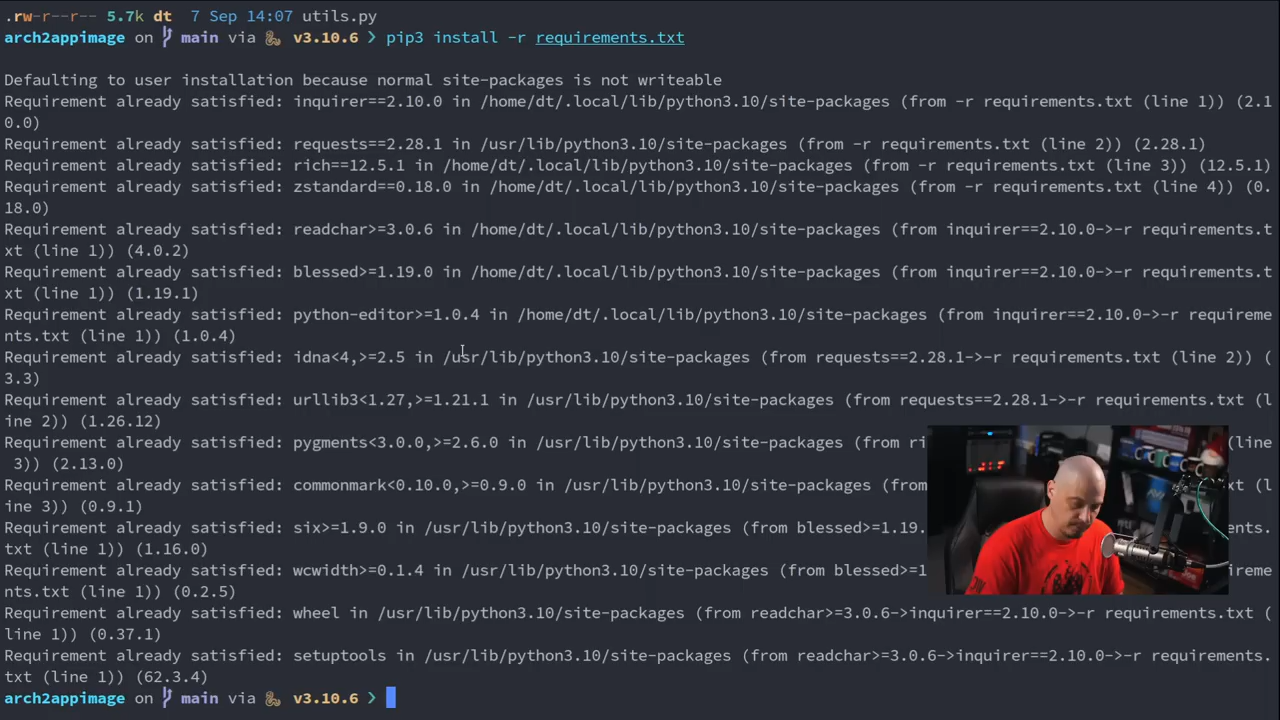 .rw-r--r-- 5.7k dt 7 Sep 14:07 utils.py
arch2appimage on main via v3.10.6 ❯ pip3 install -r requirements.txt
Defaulting to user installation because normal site-packages is not writeable
Requirement already satisfied: inquirer==2.10.0 in /home/dt/.local/lib/python3.10/site-packages (from -r requirements.txt (line 1)) (2.1
0.0)
Requirement already satisfied: requests==2.28.1 in /usr/lib/python3.10/site-packages (from -r requirements.txt (line 2)) (2.28.1)
Requirement already satisfied: rich==12.5.1 in /home/dt/.local/lib/python3.10/site-packages (from -r requirements.txt (line 3)) (12.5.1)
Requirement already satisfied: zstandard==0.18.0 in /home/dt/.local/lib/python3.10/site-packages (from -r requirements.txt (line 4)) (0.
18.0)
Requirement already satisfied: readchar>=3.0.6 in /home/dt/.local/lib/python3.10/site-packages (from inquirer==2.10.0->-r requirements.t
xt (line 1)) (4.0.2)
Requirement already satisfied: blessed>=1.19.0 in /home/dt/.local/lib/python3.10/site-packages (from inquirer==2.10.0->-r requirements.t
xt (line 1)) (1.19.1)
Requirement already satisfied: python-editor>=1.0.4 in /home/dt/.local/lib/python3.10/site-packages (from inquirer==2.10.0->-r requireme
nts.txt (line 1)) (1.0.4)
Requirement already satisfied: idna<4,>=2.5 in /usr/lib/python3.10/site-packages (from requests==2.28.1->-r requirements.txt (line 2)) (
3.3)
Requirement already satisfied: urllib3<1.27,>=1.21.1 in /usr/lib/python3.10/site-packages (from requests==2.28.1->-r requirements.txt (l
ine 2)) (1.26.12)
Requirement already satisfied: pygments<3.0.0,>=2.6.0 in /usr/lib/python3.10/site-packages (from ri (line
3)) (2.13.0)
Requirement already satisfied: commonmark<0.10.0,>=0.9.0 in /usr/lib/python3.10/site-packages (from xt (l
ine 3)) (0.9.1)
Requirement already satisfied: six>=1.9.0 in /usr/lib/python3.10/site-packages (from blessed>=1.19. ments.
txt (line 1)) (1.16.0)
Requirement already satisfied: wcwidth>=0.1.4 in /usr/lib/python3.10/site-packages (from blessed>=1 ireme
nts.txt (line 1)) (0.2.5)
Requirement already satisfied: wheel in /usr/lib/python3.10/site-packages (from readchar>=3.0.6->inquirer==2.10.0->-r requirements.txt (
line 1)) (0.37.1)
Requirement already satisfied: setuptools in /usr/lib/python3.10/site-packages (from readchar>=3.0.6->inquirer==2.10.0->-r requirements.
txt (line 1)) (62.3.4)
arch2appimage on main via v3.10.6 ❯